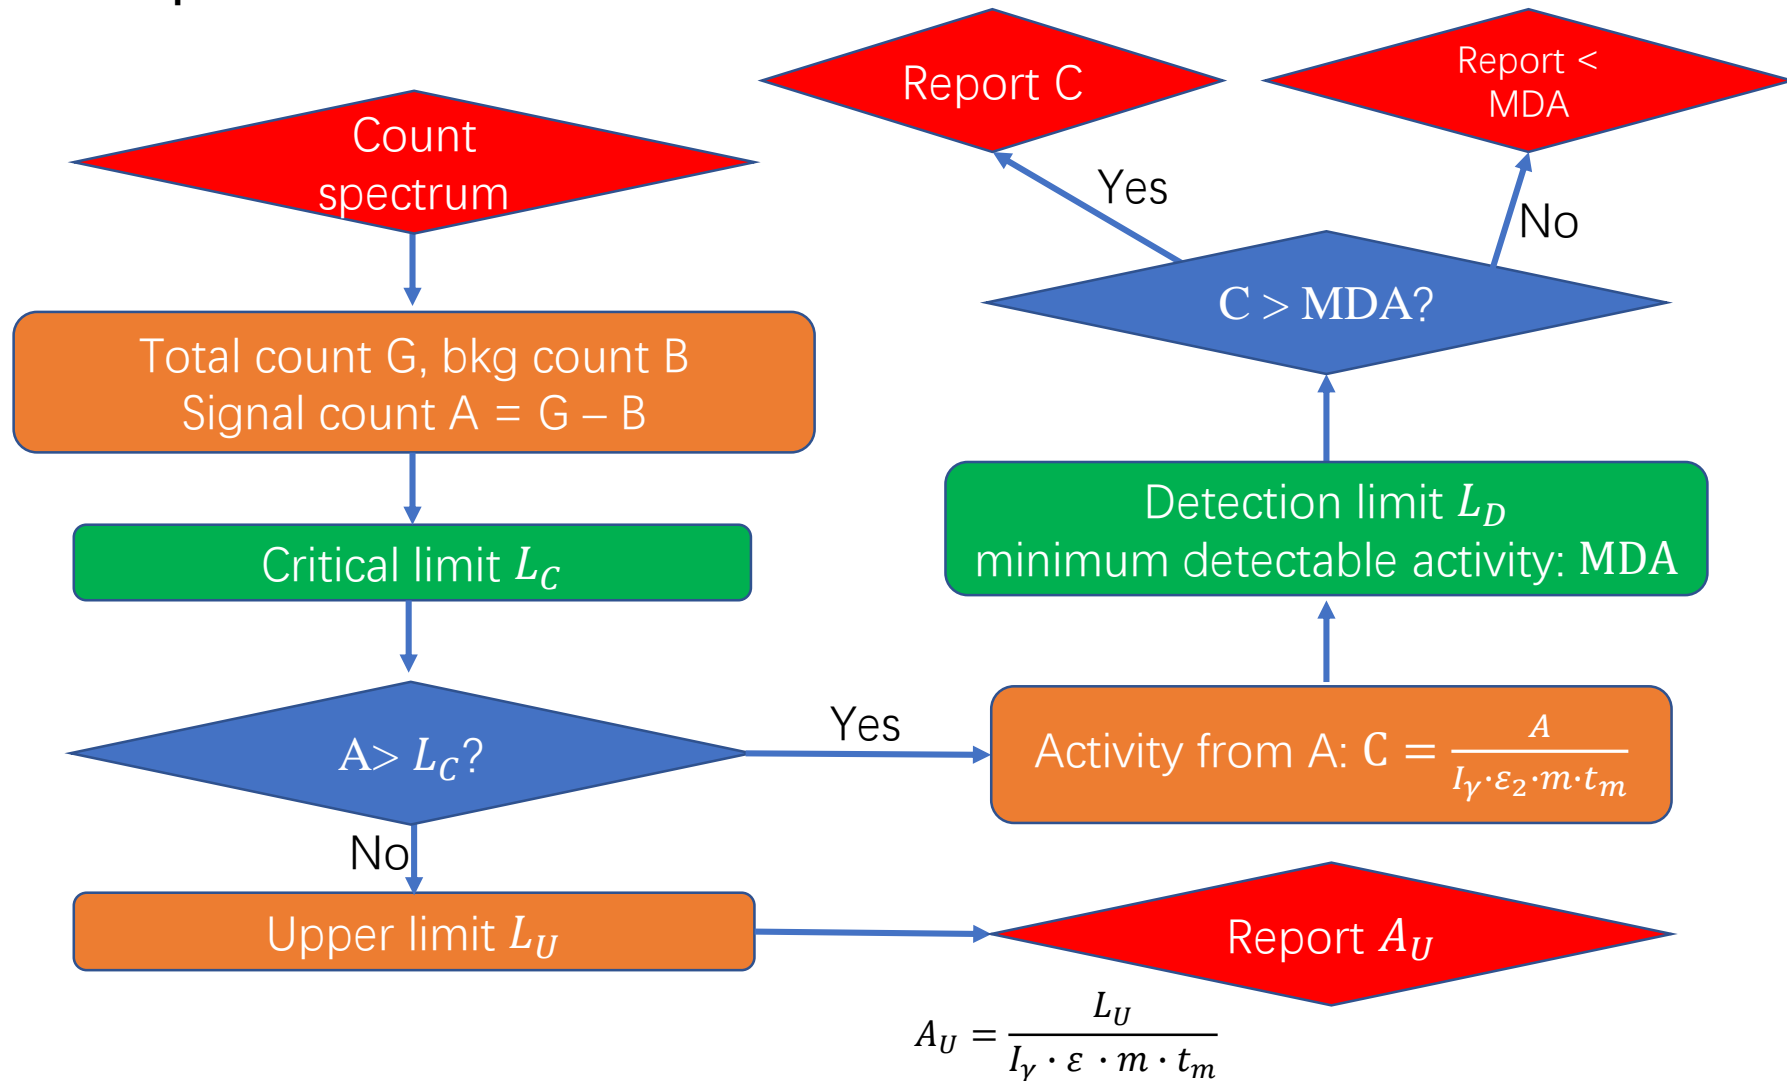 Count
spectrum
Total count G, bkg count B
Signal count A = G – B
Critical limit L_C
A> L_C?
Yes
No
Upper limit L_U
Report A_U
A_U = \frac{L_U}{I_γ · ε · m · t_m}
Activity from A: C = \frac{A}{I_γ·ε_2·m·t_m}
Detection limit L_D
minimum detectable activity: MDA
C > MDA?
Yes
No
Report C
Report <
MDA